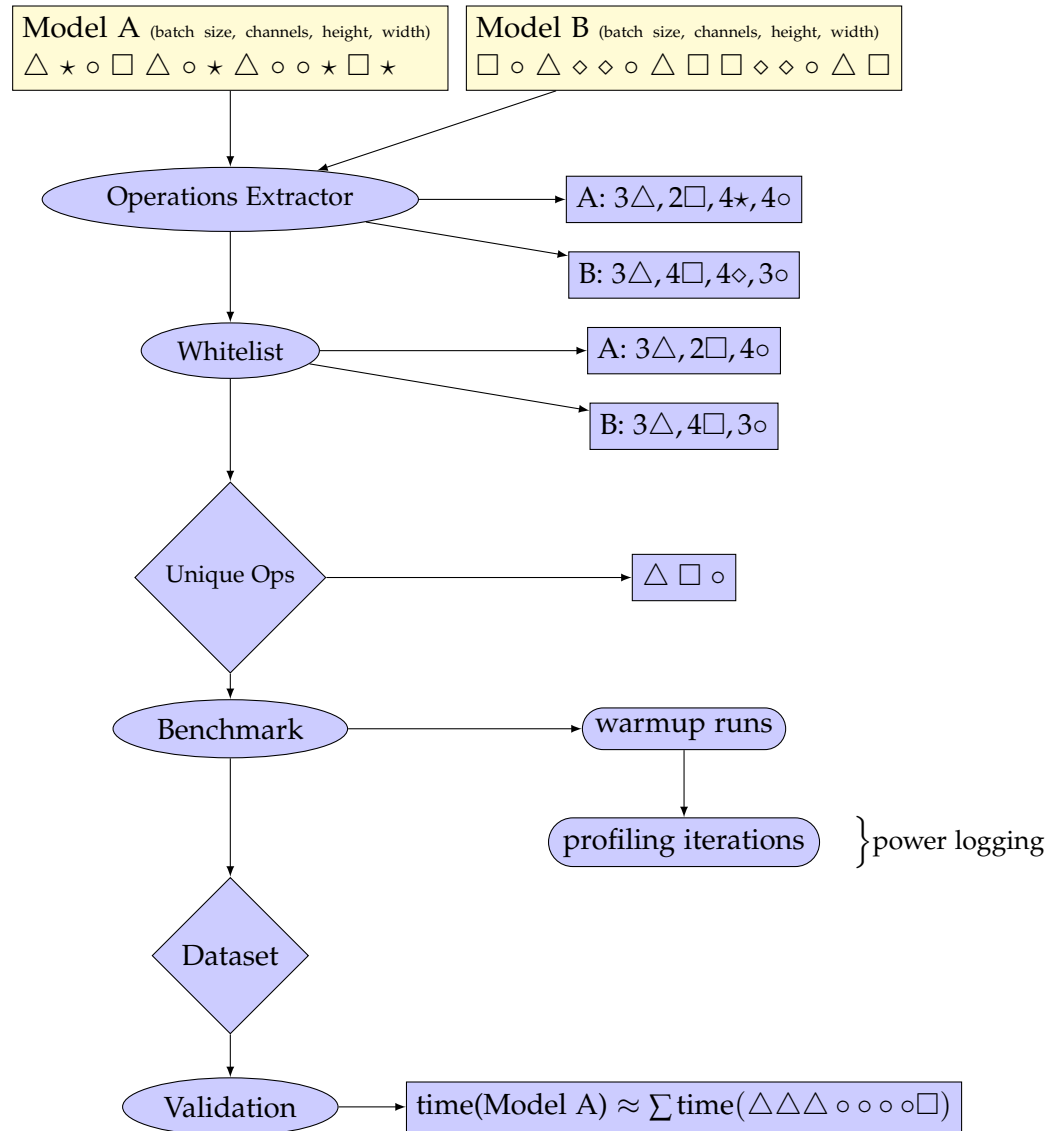 Model A (batch size, channels, height, width)
△ ⋆ ∘ □ △ ∘ ⋆ △ ∘ ∘ ⋆ □ ⋆
Model B (batch size, channels, height, width)
□ ∘ △ ⋄ ⋄ ∘ △ □ □ ⋄ ⋄ ∘ △ □
Operations Extractor
A: 3△, 2□, 4⋆, 4∘
B: 3△, 4□, 4⋄, 3∘
Whitelist
A: 3△, 2□, 4∘
B: 3△, 4□, 3∘
Unique Ops
△ □ ∘
Benchmark
warmup runs
profiling iterations
}power logging
Dataset
Validation
time(Model A) ≈ ∑ time(△△△ ∘ ∘ ∘ ∘□)